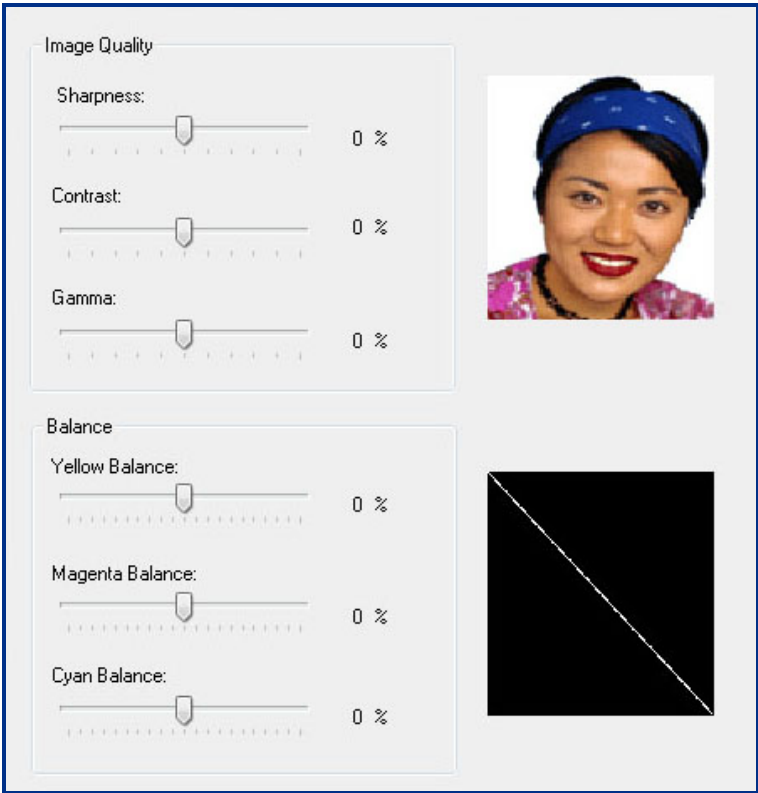 Image Quality
Sharpness:
0 %
Contrast:
0 %
Gamma:
0 %
Balance
Yellow Balance:
0 %
Magenta Balance:
0 %
Cyan Balance:
0 %